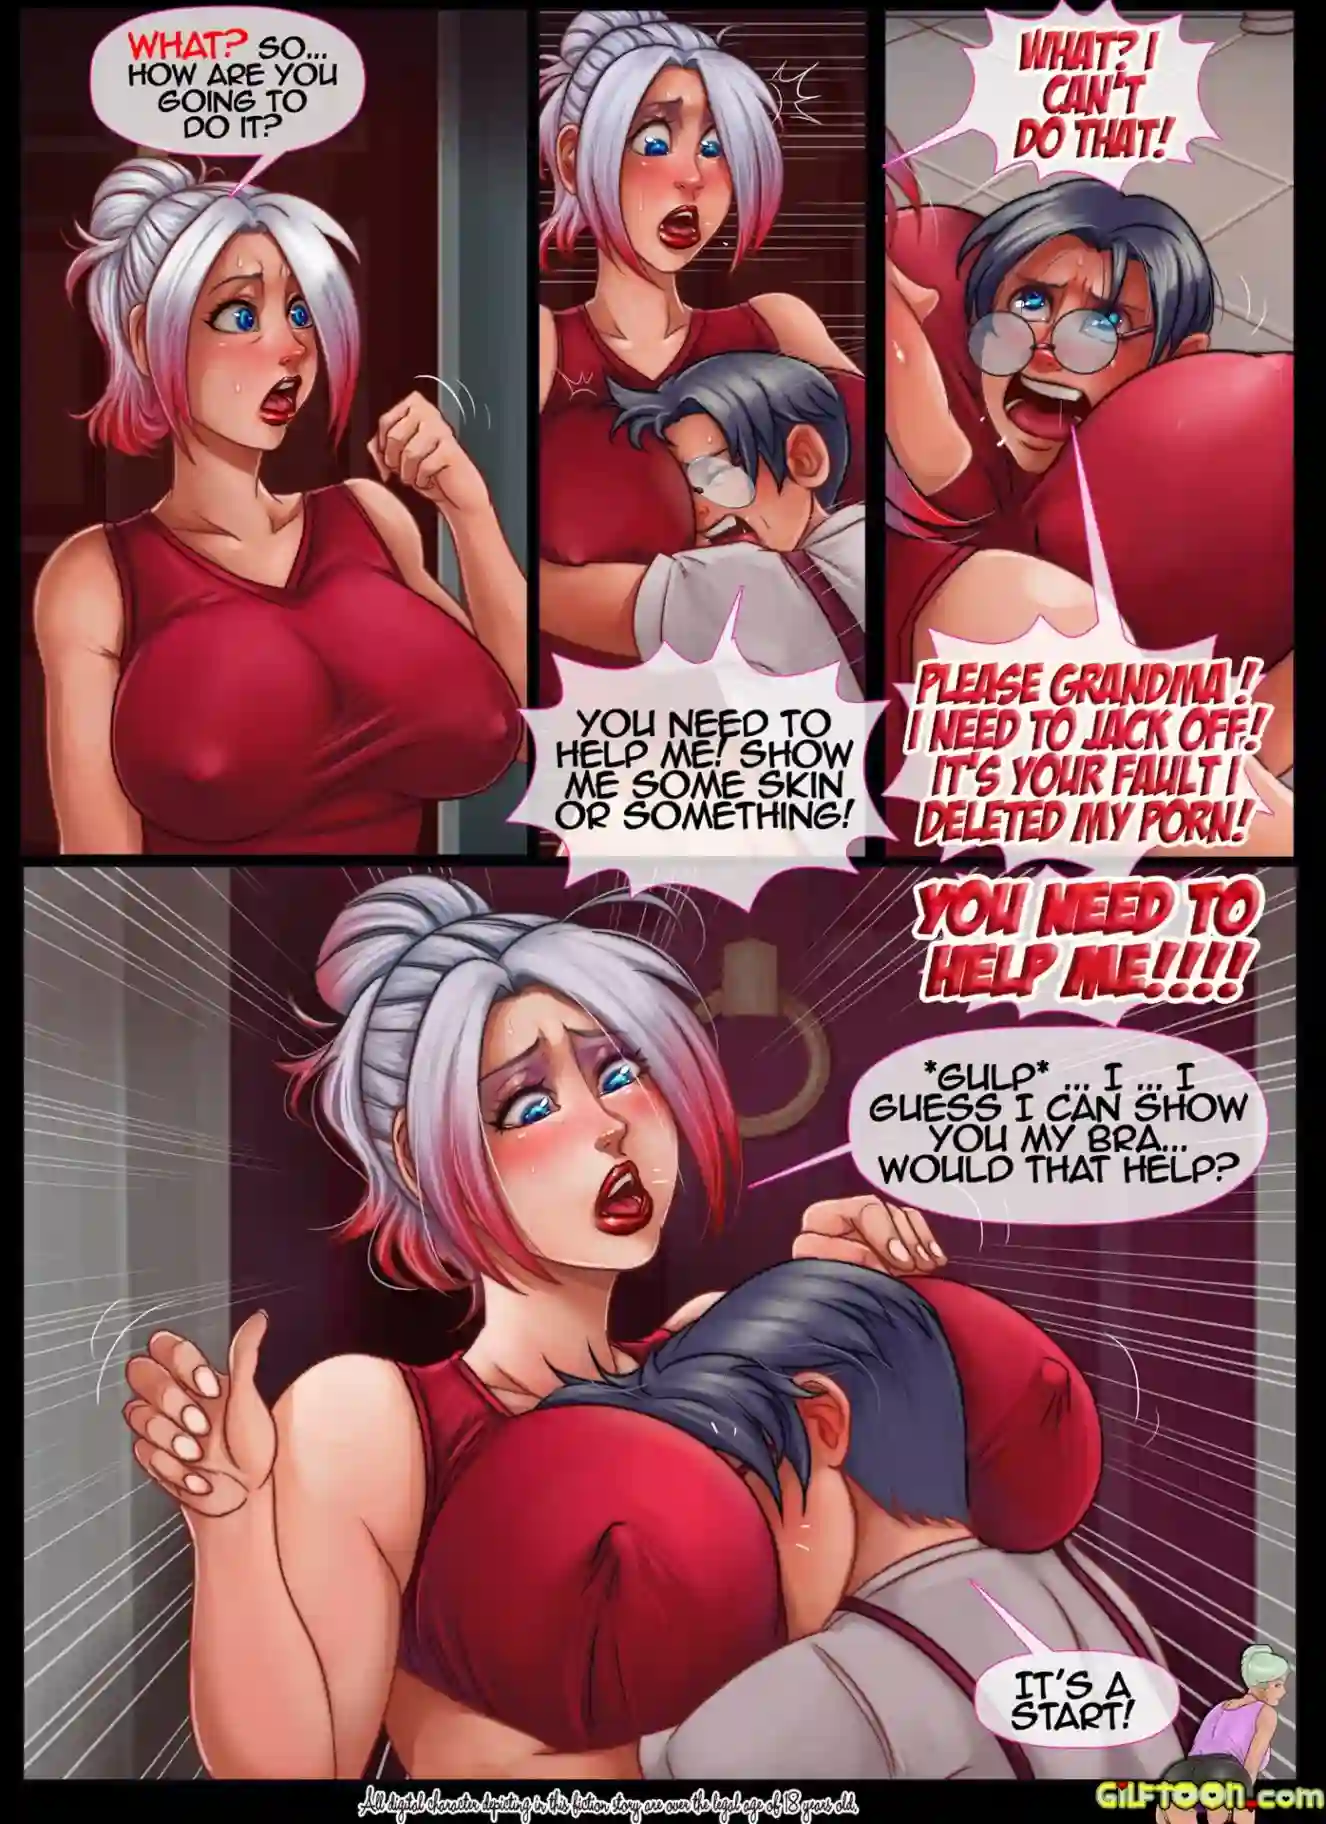 WHAT? SO...
HOW ARE YOU
GOING TO
DO IT?
YOU NEED TO
HELP ME! SHOW
ME SOME SKIN
OR SOMETHING!
WHAT? I
CAN'T
DO THAT!
PLEASE GRANDMA!
I NEED TO JACK OFF!
IT'S YOUR FAULT I
DELETED MY PORN!
YOU NEED TO
HELP ME!!!!
*GULP* ... I ... I
GUESS I CAN SHOW
YOU MY BRA...
WOULD THAT HELP?
IT'S A
START!
All digital character depicting in this fiction story are over the legal age of 18 years old.
GiLFTOON.com